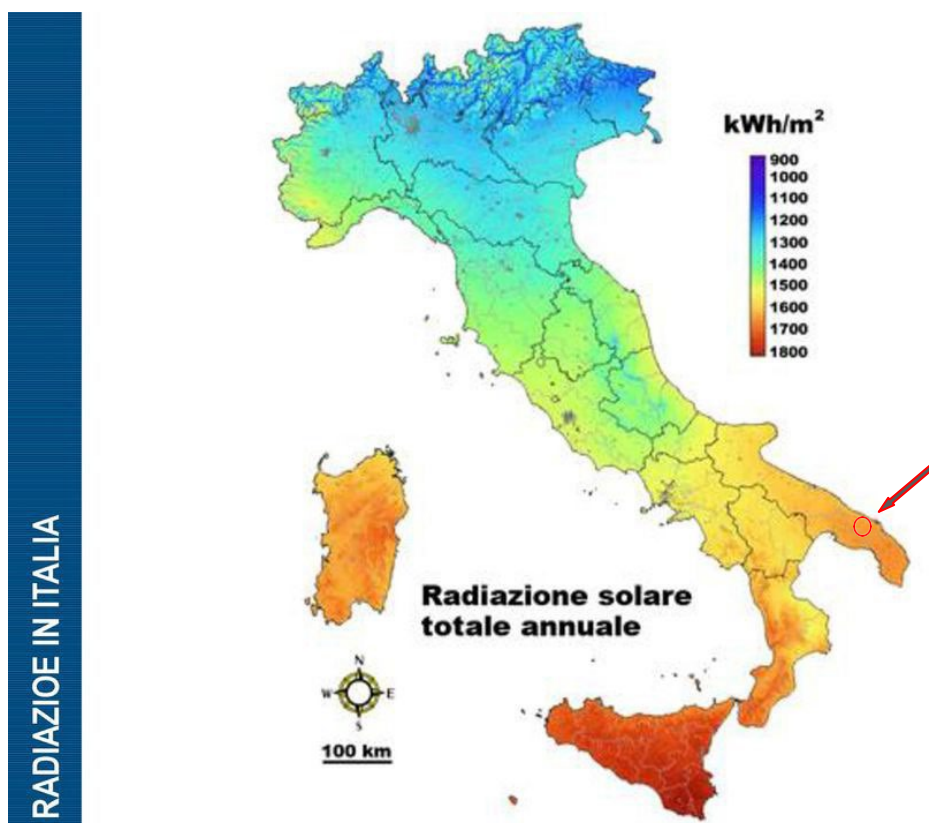 RADIAZIOE IN ITALIA
kWh/m²
900
1000
1100
1200
1300
1400
1500
1600
1700
1800
Radiazione solare
totale annuale
N
W E
S
100 km